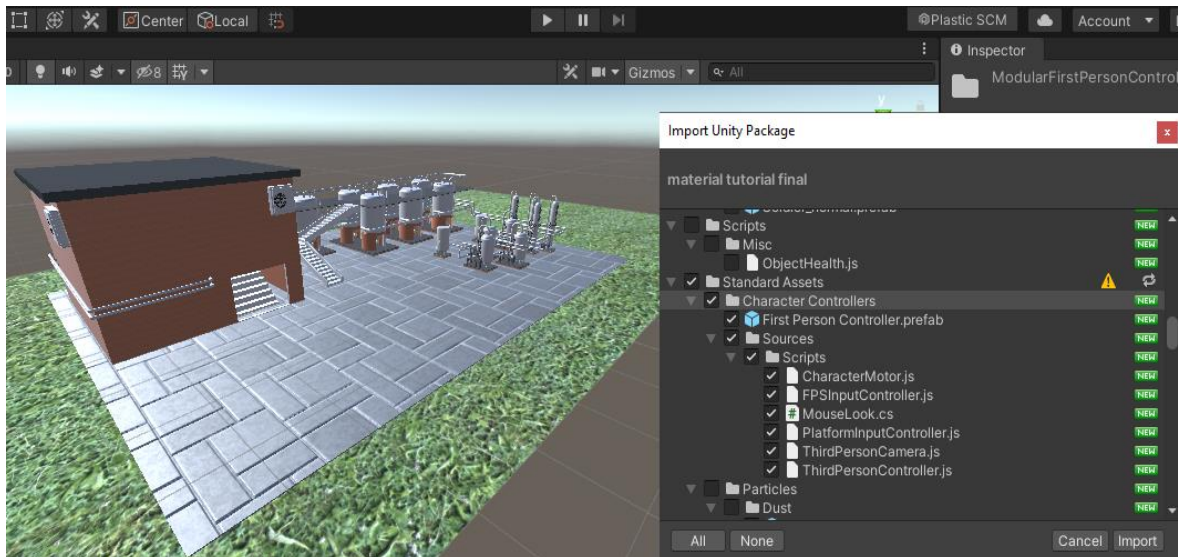 Center Local Plastic SCM Account
Inspector
8 Gizmos All
ModularFirstPersonControl
y
Import Unity Package x
material tutorial final
Soldier_normal.prefab
Scripts NEW
Misc NEW
ObjectHealth.js NEW
Standard Assets
Character Controllers NEW
First Person Controller.prefab NEW
Sources NEW
Scripts NEW
CharacterMotor.js NEW
FPSInputController.js NEW
# MouseLook.cs NEW
PlatformInputController.js NEW
ThirdPersonCamera.js NEW
ThirdPersonController.js NEW
Particles NEW
Dust NEW
All None Cancel Import